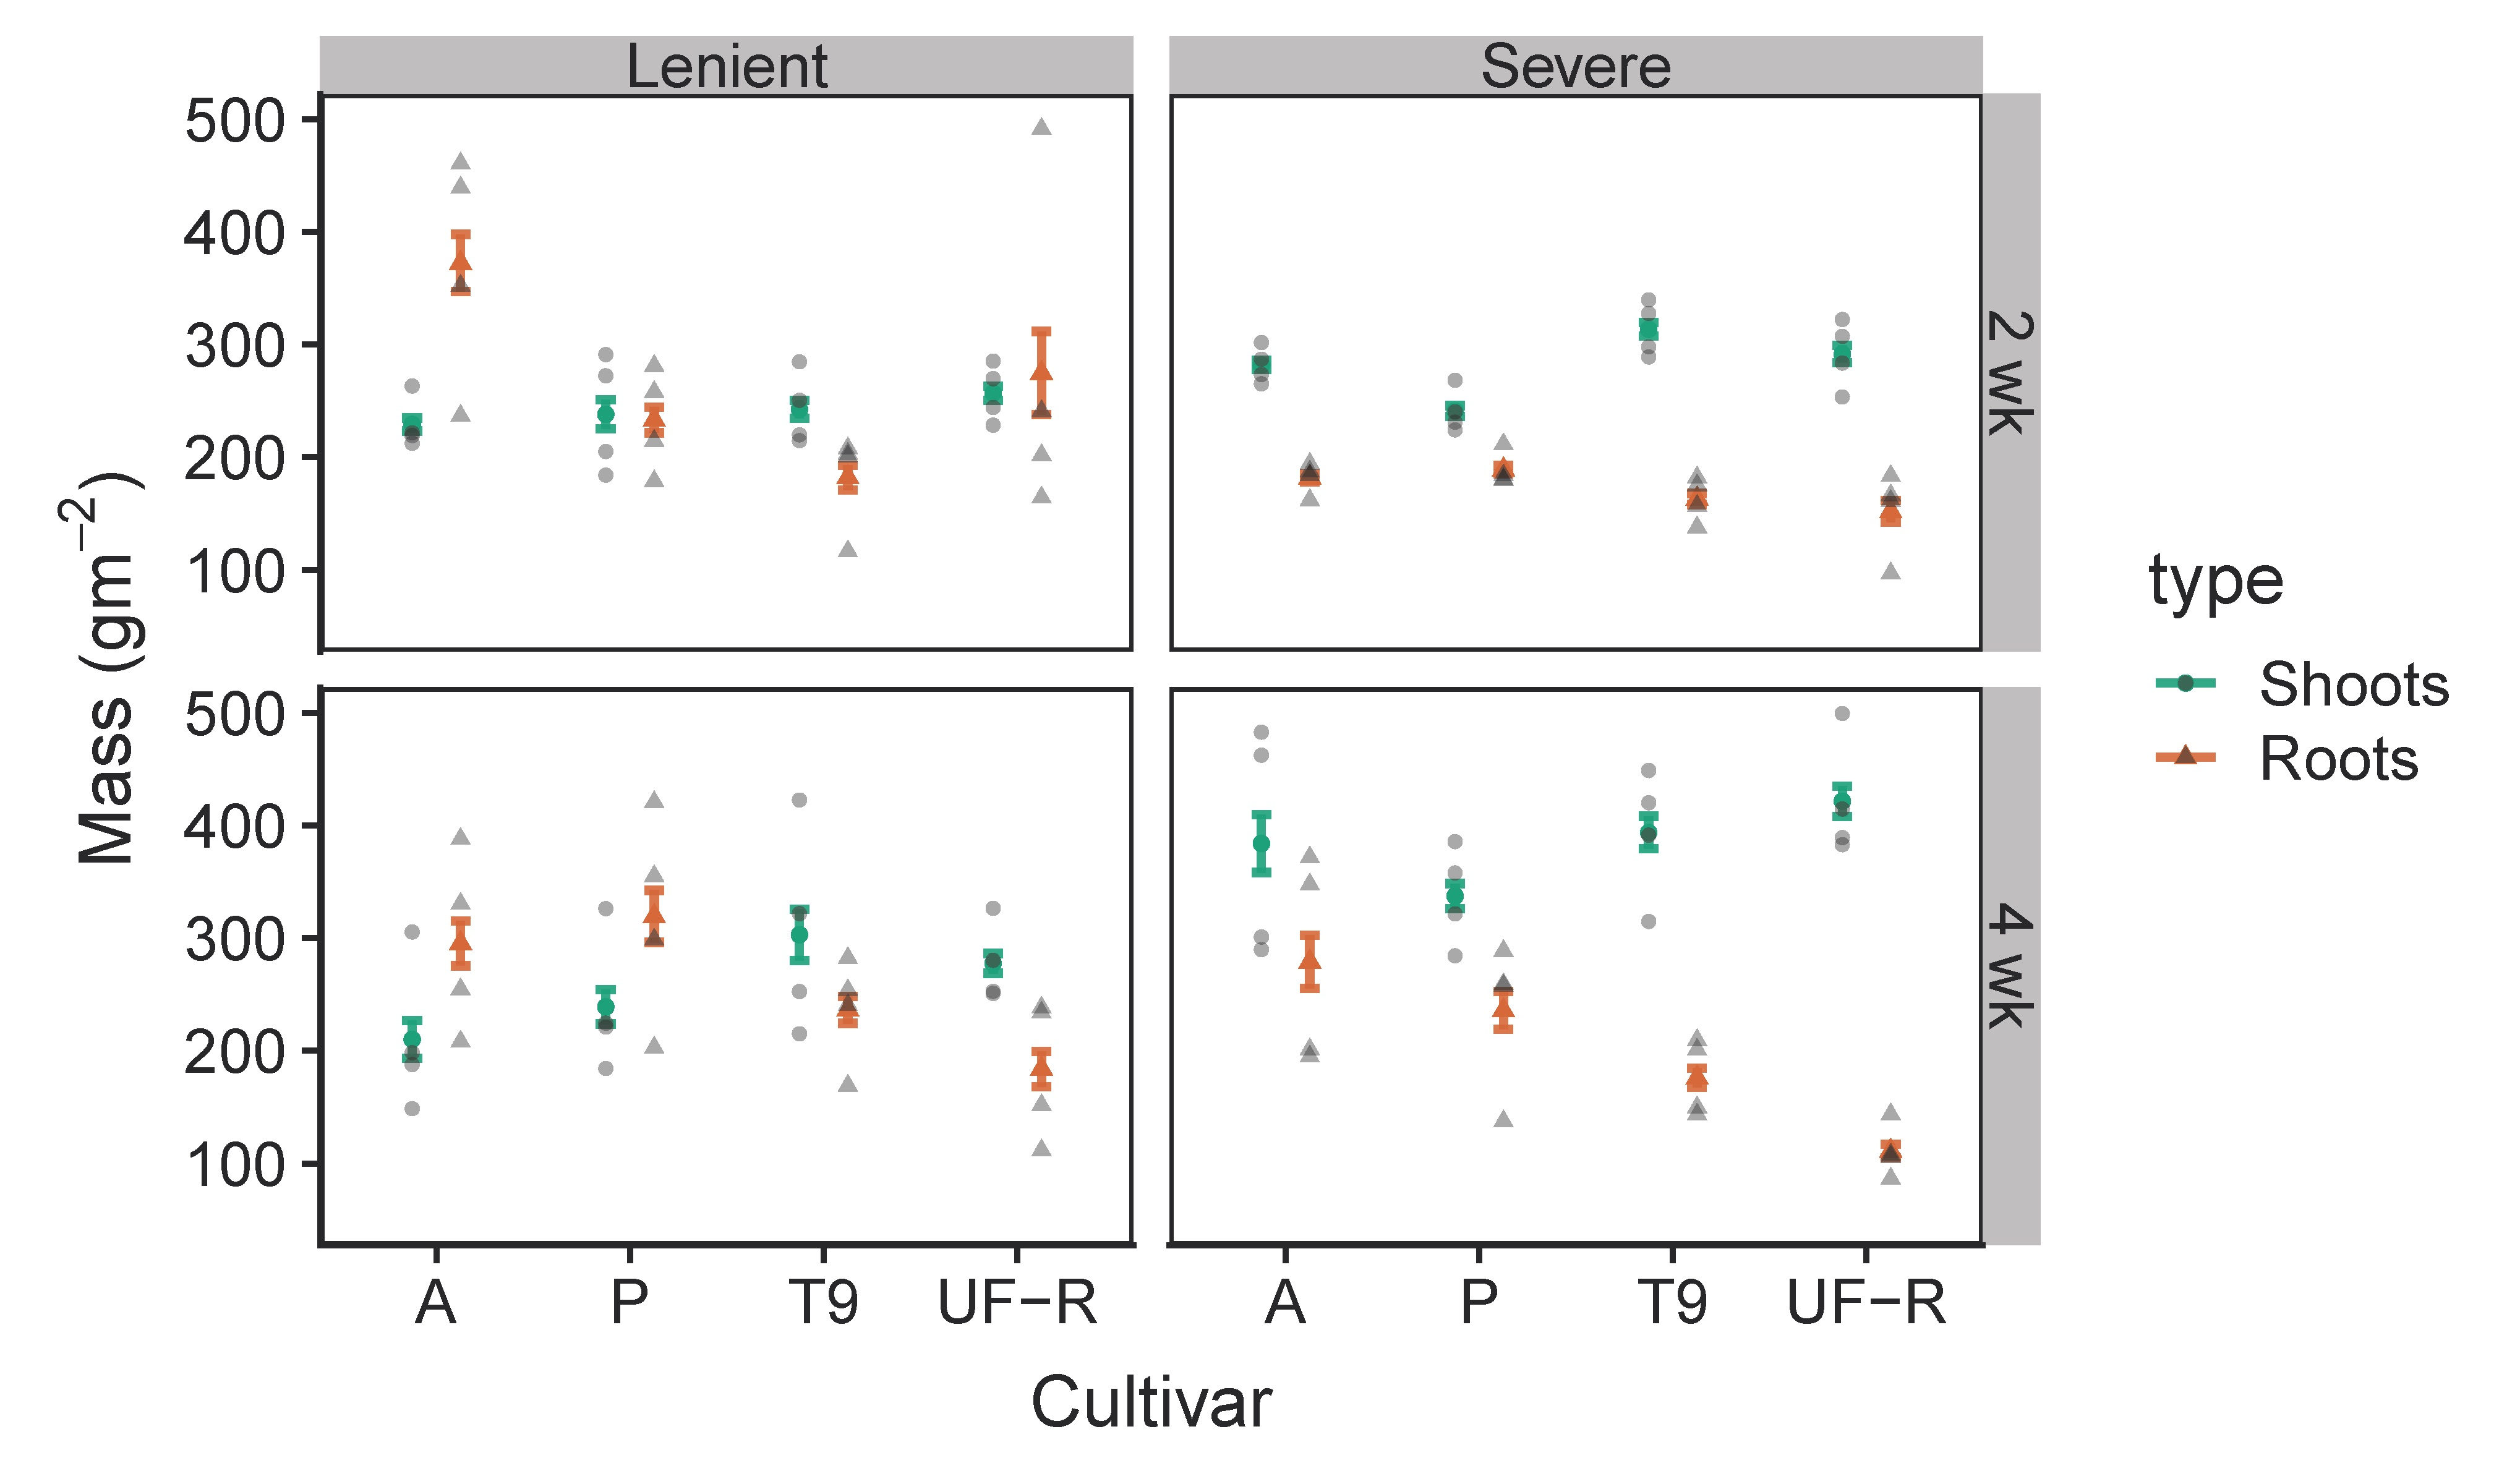 Lenient
Severe
500
400
300
200
100
2 wk
500
400
300
200
100
4 wk
Mass (gm−2)
A P T9 UF−R
A P T9 UF−R
Cultivar
type
Shoots
Roots